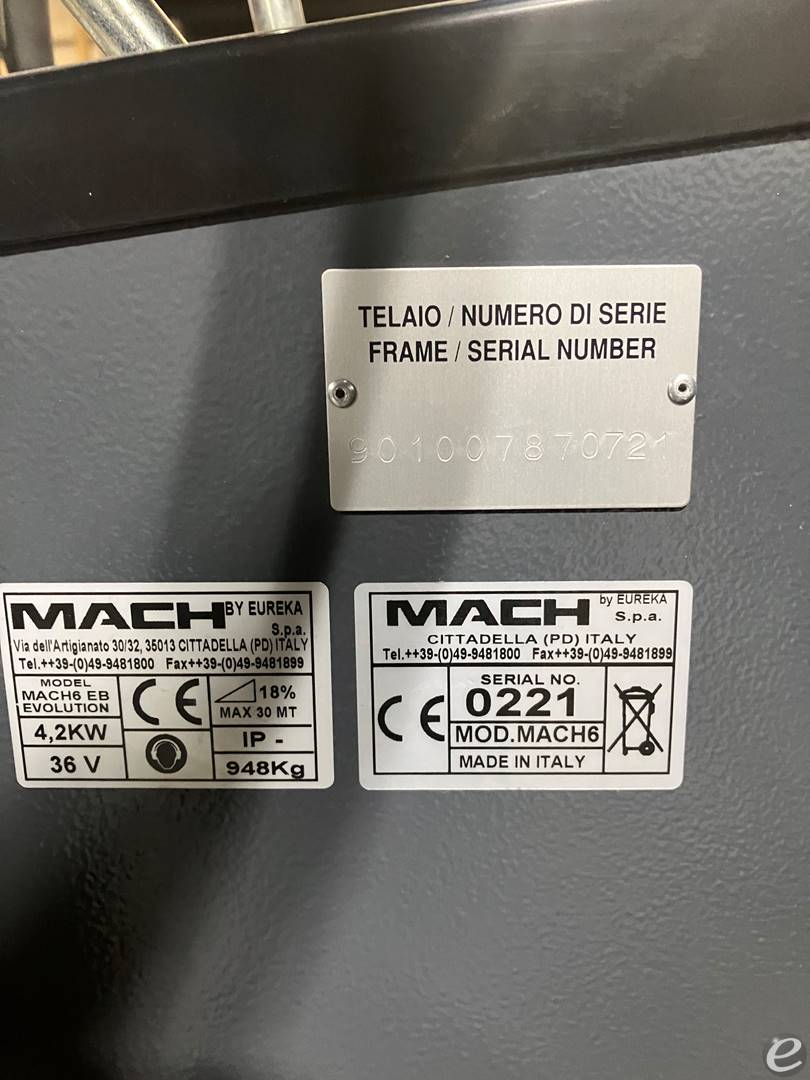 TELAIO / NUMERO DI SERIE
FRAME / SERIAL NUMBER
901007870721
MACH BY EUREKA S.p.a.
Via dell'Artigianato 30/32, 35013 CITTADELLA (PD) ITALY
Tel.++39-(0)49-9481800 Fax++39-(0)49-9481899
MODEL
MACH6 EB
EVOLUTION
4,2KW
36 V
CE
18%
MAX 30 MT
IP -
948Kg
MACH by EUREKA S.p.a.
CITTADELLA (PD) ITALY
Tel.++39-(0)49-9481800 Fax++39-(0)49-9481899
CE
SERIAL NO.
0221
MOD.MACH6
MADE IN ITALY
e